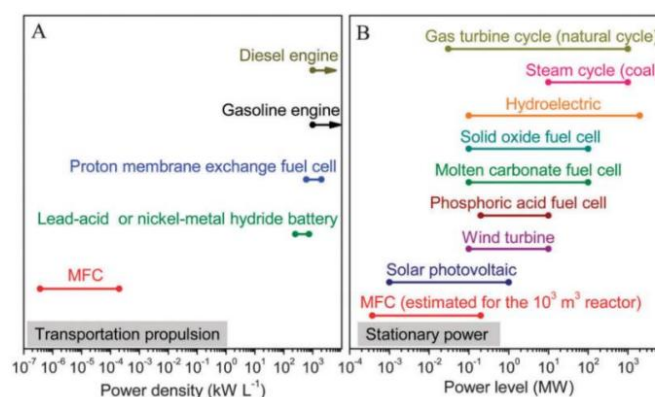 A
Diesel engine
Gasoline engine
Proton membrane exchange fuel cell
Lead-acid or nickel-metal hydride battery
MFC
Transportation propulsion
10⁻⁷ 10⁻⁶ 10⁻⁵ 10⁻⁴ 10⁻³ 10⁻² 10⁻¹ 10⁰ 10¹ 10² 10³ 10⁴
Power density (kW L⁻¹)
B
Gas turbine cycle (natural cycle)
Steam cycle (coal
Hydroelectric
Solid oxide fuel cell
Molten carbonate fuel cell
Phosphoric acid fuel cell
Wind turbine
Solar photovoltaic
MFC (estimated for the 10³ m³ reactor)
Stationary power
10⁻⁴ 10⁻³ 10⁻² 10⁻¹ 10⁰ 10¹ 10² 10³
Power level (MW)